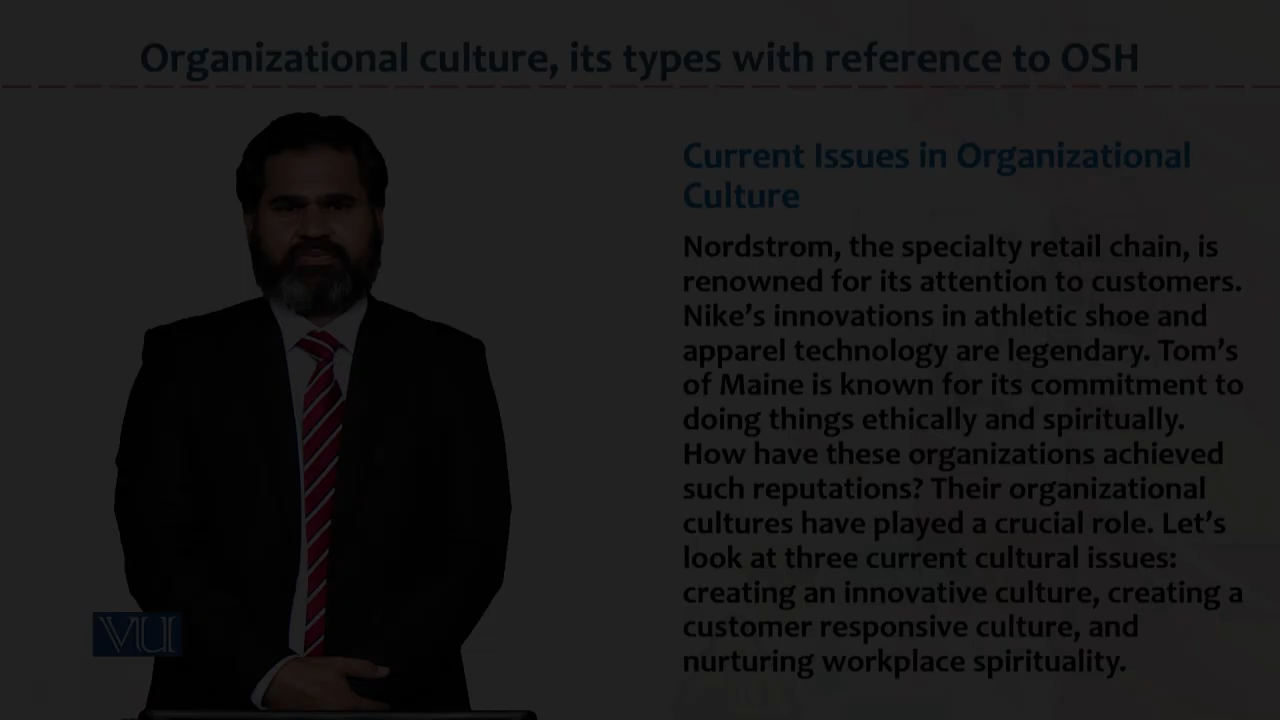 Organizational culture, its types with reference to OSH
Current Issues in Organizational
Culture
Nordstrom, the specialty retail chain, is
renowned for its attention to customers.
Nike's innovations in athletic shoe and
apparel technology are legendary. Tom's
of Maine is known for its commitment to
doing things ethically and spiritually.
How have these organizations achieved
such reputations? Their organizational
cultures have played a crucial role. Let's
look at three current cultural issues:
creating an innovative culture, creating a
customer responsive culture, and
nurturing workplace spirituality.
VU